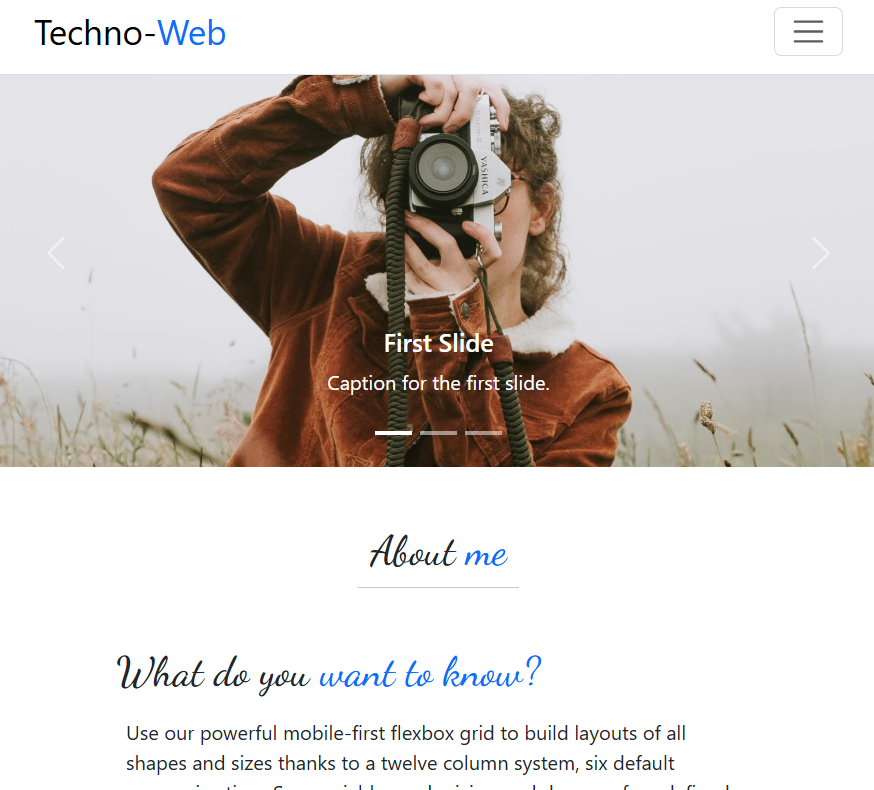 Techno-Web
YASHICA
First Slide
Caption for the first slide.
About me
What do you want to know?
Use our powerful mobile-first flexbox grid to build layouts of all
shapes and sizes thanks to a twelve column system, six default